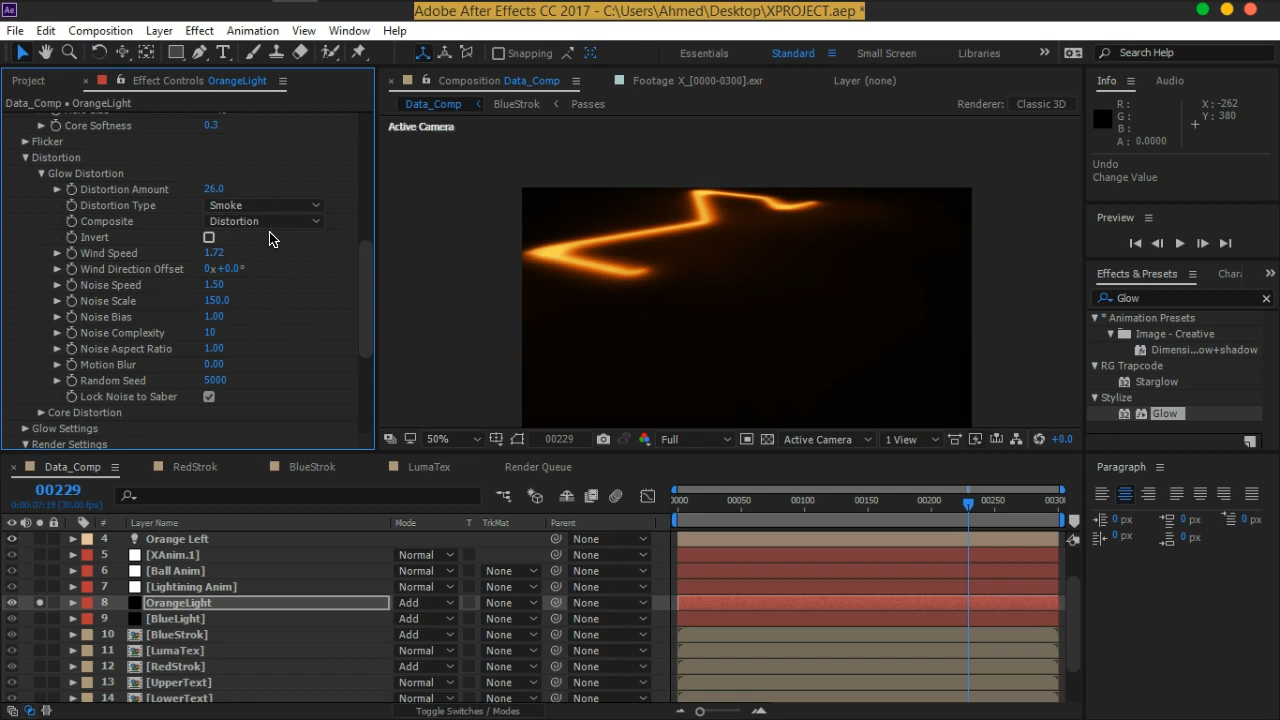 Ae
Adobe After Effects CC 2017 - C:\Users\Ahmed\Desktop\XPROJECT.aep *
File Edit Composition Layer Effect Animation View Window Help
Snapping Essentials Standard Small Screen Libraries Search Help
Project Effect Controls OrangeLight
Data_Comp • OrangeLight
Core Softness 0.3
Flicker
Distortion
Glow Distortion
Distortion Amount 26.0
Distortion Type Smoke
Composite Distortion
Invert
Wind Speed 1.72
Wind Direction Offset 0x+0.0°
Noise Speed 1.50
Noise Scale 150.0
Noise Bias 1.00
Noise Complexity 10
Noise Aspect Ratio 1.00
Motion Blur 0.00
Random Seed 5000
Lock Noise to Saber
Core Distortion
Glow Settings
Render Settings
Composition Data_Comp Footage X_[0000-0300].exr Layer (none)
Data_Comp BlueStrok Passes Renderer: Classic 3D
Active Camera
50% 00229 Full Active Camera 1 View +0.0
Info Audio
R: X: -262
G: Y: 380
B:
A: 0.0000
Undo
Change Value
Preview
Effects & Presets Chara
Glow
* Animation Presets
Image - Creative
Dimensi...ow+shadow
RG Trapcode
Starglow
Stylize
Glow
Data_Comp RedStrok BlueStrok LumaTex Render Queue
00229
0:00:07:19 (30.00 fps)
0000 00050 00100 00150 00200 00250 0030
# Layer Name Mode T TrkMat Parent
4 Orange Left None
5 [XAnim.1] Normal None
6 [Ball Anim] Normal None None
7 [Lightining Anim] Normal None None
8 OrangeLight Add None None
9 [BlueLight] Add None None
10 [BlueStrok] Add None None
11 [LumaTex] Normal None None
12 [RedStrok] Add None None
13 [UpperText] Normal None None
14 [LowerText] Normal None None
Toggle Switches / Modes
Paragraph
0 px 0 px 0 px
0 px 0 px